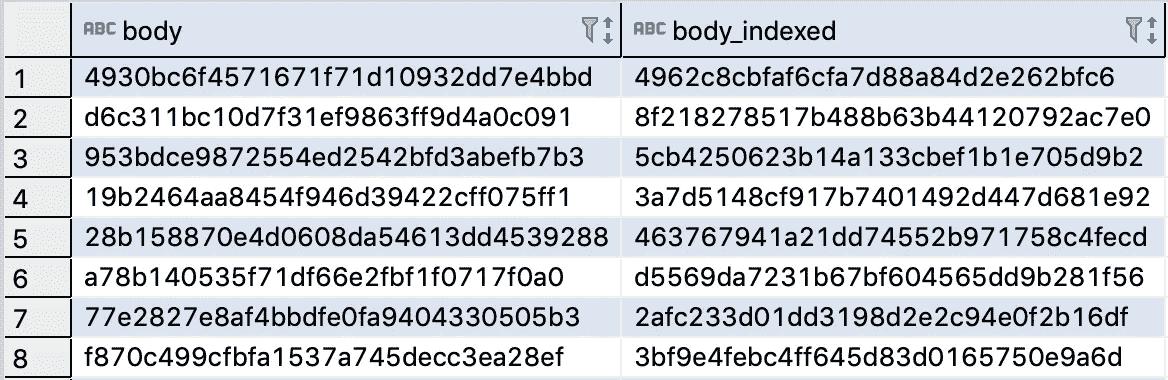 ABC body ABC body_indexed
1 4930bc6f4571671f71d10932dd7e4bbd 4962c8cbfaf6cfa7d88a84d2e262bfc6
2 d6c311bc10d7f31ef9863ff9d4a0c091 8f218278517b488b63b44120792ac7e0
3 953bdce9872554ed2542bfd3abefb7b3 5cb4250623b14a133cbef1b1e705d9b2
4 19b2464aa8454f946d39422cff075ff1 3a7d5148cf917b7401492d447d681e92
5 28b158870e4d0608da54613dd4539288 463767941a21dd74552b971758c4fecd
6 a78b140535f71df66e2fbf1f0717f0a0 d5569da7231b67bf604565dd9b281f56
7 77e2827e8af4bbdfe0fa9404330505b3 2afc233d01dd3198d2e2c94e0f2b16df
8 f870c499cfbfa1537a745decc3ea28ef 3bf9e4febc4ff645d83d0165750e9a6d